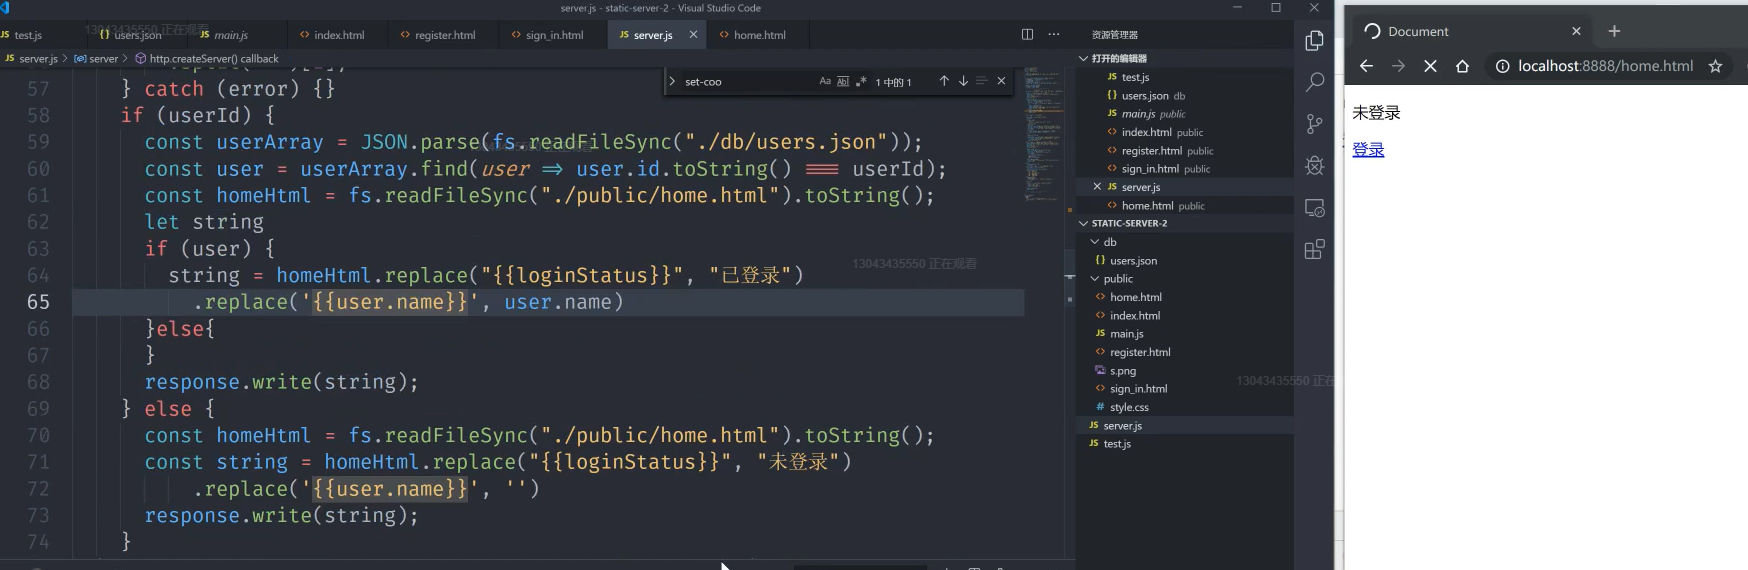 server.js - static-server-2 - Visual Studio Code
test.js
users.json
main.js
index.html
register.html
sign_in.html
server.js
home.html
13043435550 正在观看
server.js > server > http.createServer() callback
set-coo
Aa
1 中的 1
57 } catch (error) {}
58 if (userId) {
59 const userArray = JSON.parse(fs.readFileSync("./db/users.json"));
60 const user = userArray.find(user => user.id.toString() === userId);
61 const homeHtml = fs.readFileSync("./public/home.html").toString();
62 let string
63 if (user) {
64 string = homeHtml.replace("{{loginStatus}}", "已登录")
65 .replace('{{user.name}}', user.name)
66 }else{
67 }
68 response.write(string);
69 } else {
70 const homeHtml = fs.readFileSync("./public/home.html").toString();
71 const string = homeHtml.replace("{{loginStatus}}", "未登录")
72 .replace('{{user.name}}', '')
73 response.write(string);
74 }
13043435550 正在观看
资源管理器
打开的编辑器
test.js
users.json db
main.js public
index.html public
register.html public
sign_in.html public
server.js
home.html public
STATIC-SERVER-2
db
users.json
public
home.html
index.html
main.js
register.html
s.png
sign_in.html
style.css
server.js
test.js
13043435550 正在
Document
localhost:8888/home.html
未登录
登录